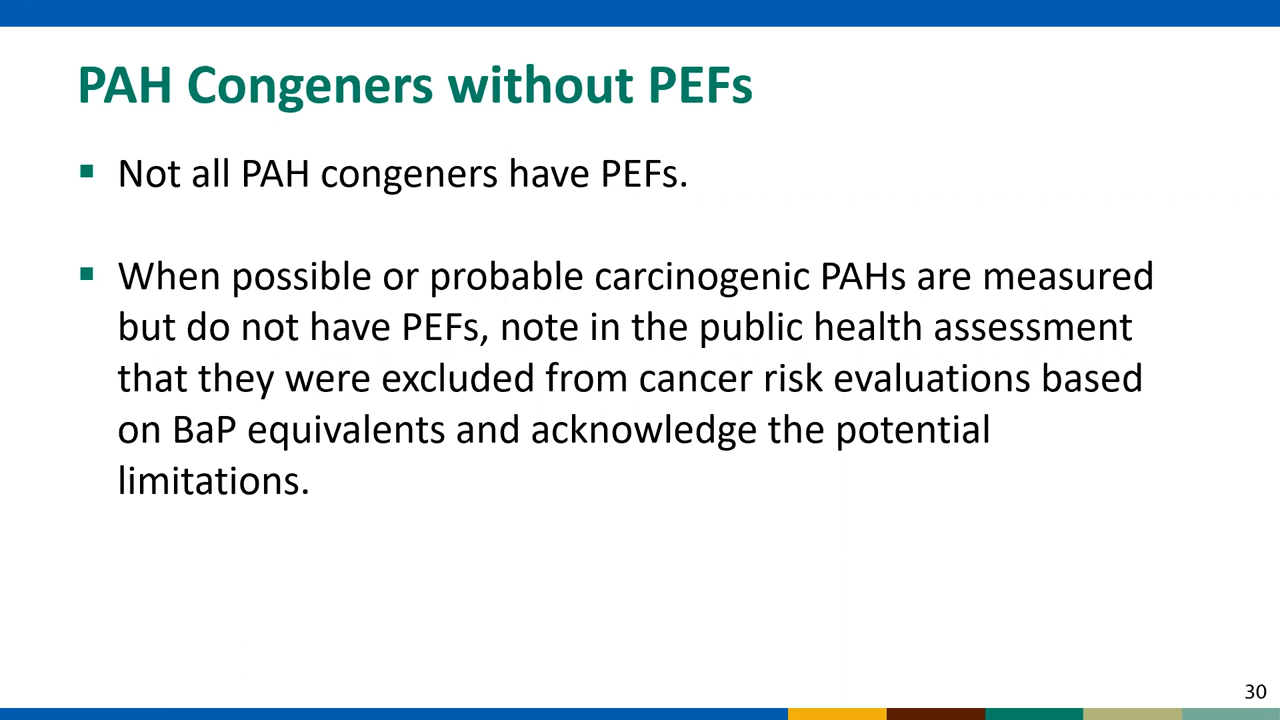 PAH Congeners without PEFs
▪ Not all PAH congeners have PEFs.
▪ When possible or probable carcinogenic PAHs are measured
but do not have PEFs, note in the public health assessment
that they were excluded from cancer risk evaluations based
on BaP equivalents and acknowledge the potential
limitations.
30